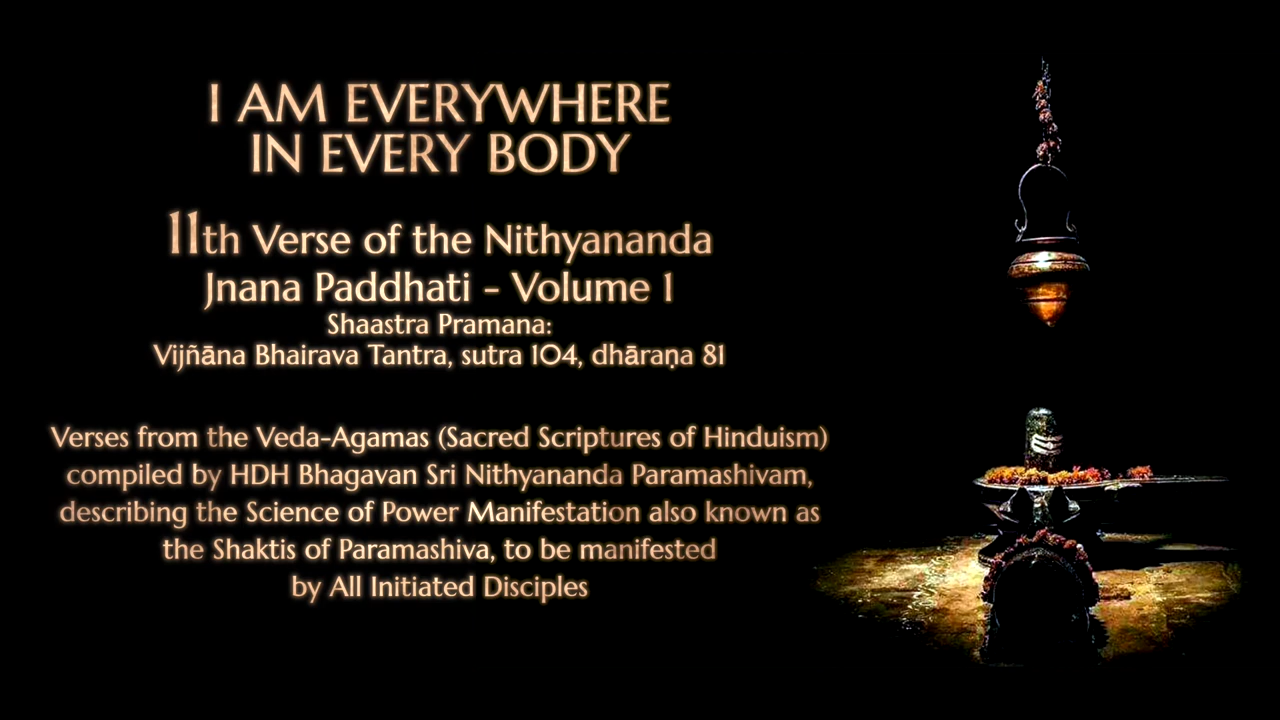 I AM EVERYWHERE
IN EVERY BODY
11th Verse of the Nithyananda
Jnana Paddhati - Volume 1
Shaastra Pramana:
Vijñāna Bhairava Tantra, sutra 104, dhāraṇa 81
Verses from the Veda-Agamas (Sacred Scriptures of Hinduism)
compiled by HDH Bhagavan Sri Nithyananda Paramashivam,
describing the Science of Power Manifestation also known as
the Shaktis of Paramashiva, to be manifested
by All Initiated Disciples